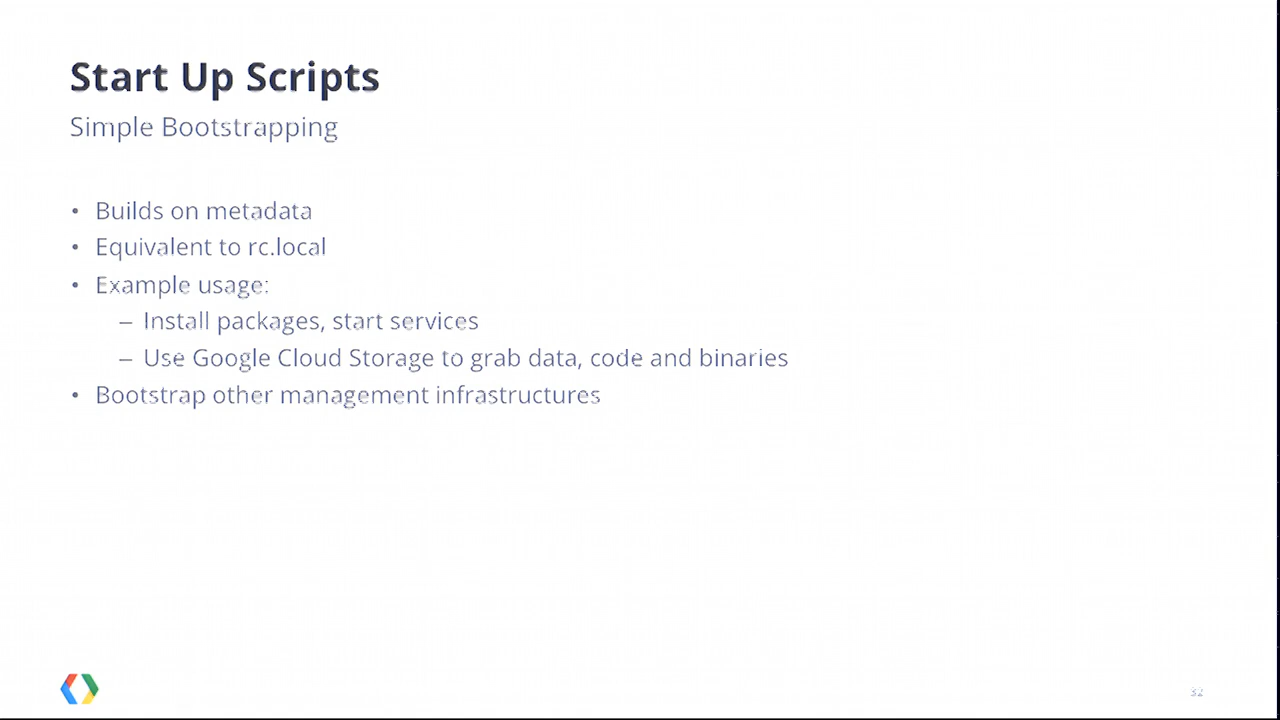 Start Up Scripts
Simple Bootstrapping
• Builds on metadata
• Equivalent to rc.local
• Example usage:
– Install packages, start services
– Use Google Cloud Storage to grab data, code and binaries
• Bootstrap other management infrastructures
32